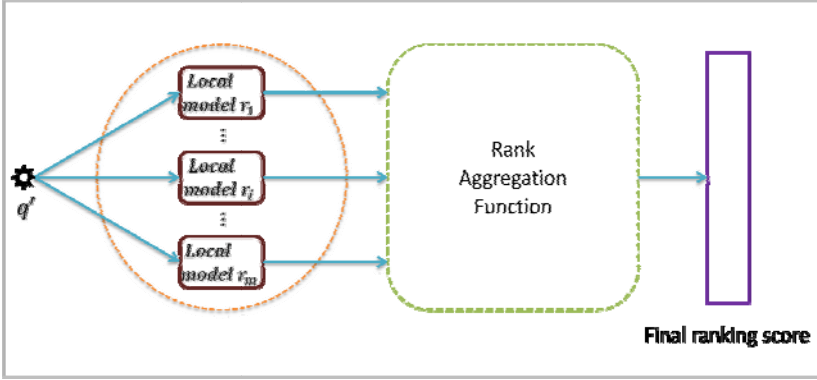 Local
model r₁
⋮
Local
model rᵢ
⋮
Local
model rₘ
q′
Rank
Aggregation
Function
Final ranking score